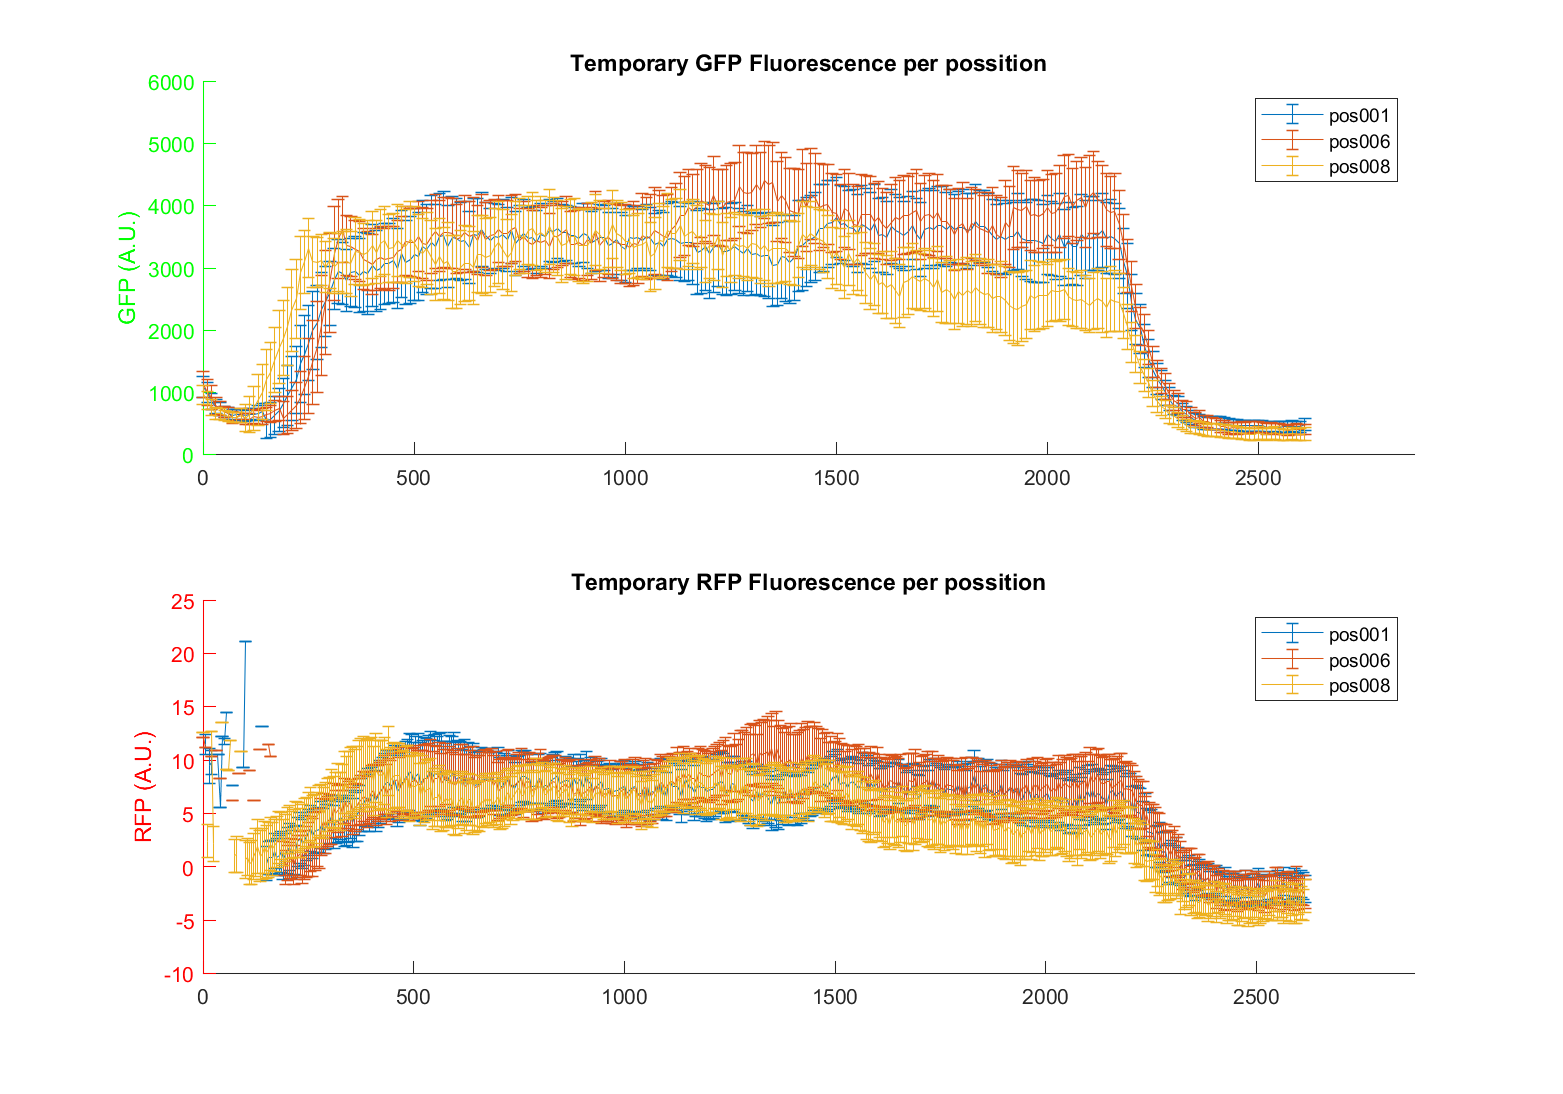 Temporary GFP Fluorescence per possition
GFP (A.U.)
6000
5000
4000
3000
2000
1000
0
0 500 1000 1500 2000 2500
pos001
pos006
pos008
Temporary RFP Fluorescence per possition
RFP (A.U.)
25
20
15
10
5
0
-5
-10
0 500 1000 1500 2000 2500
pos001
pos006
pos008